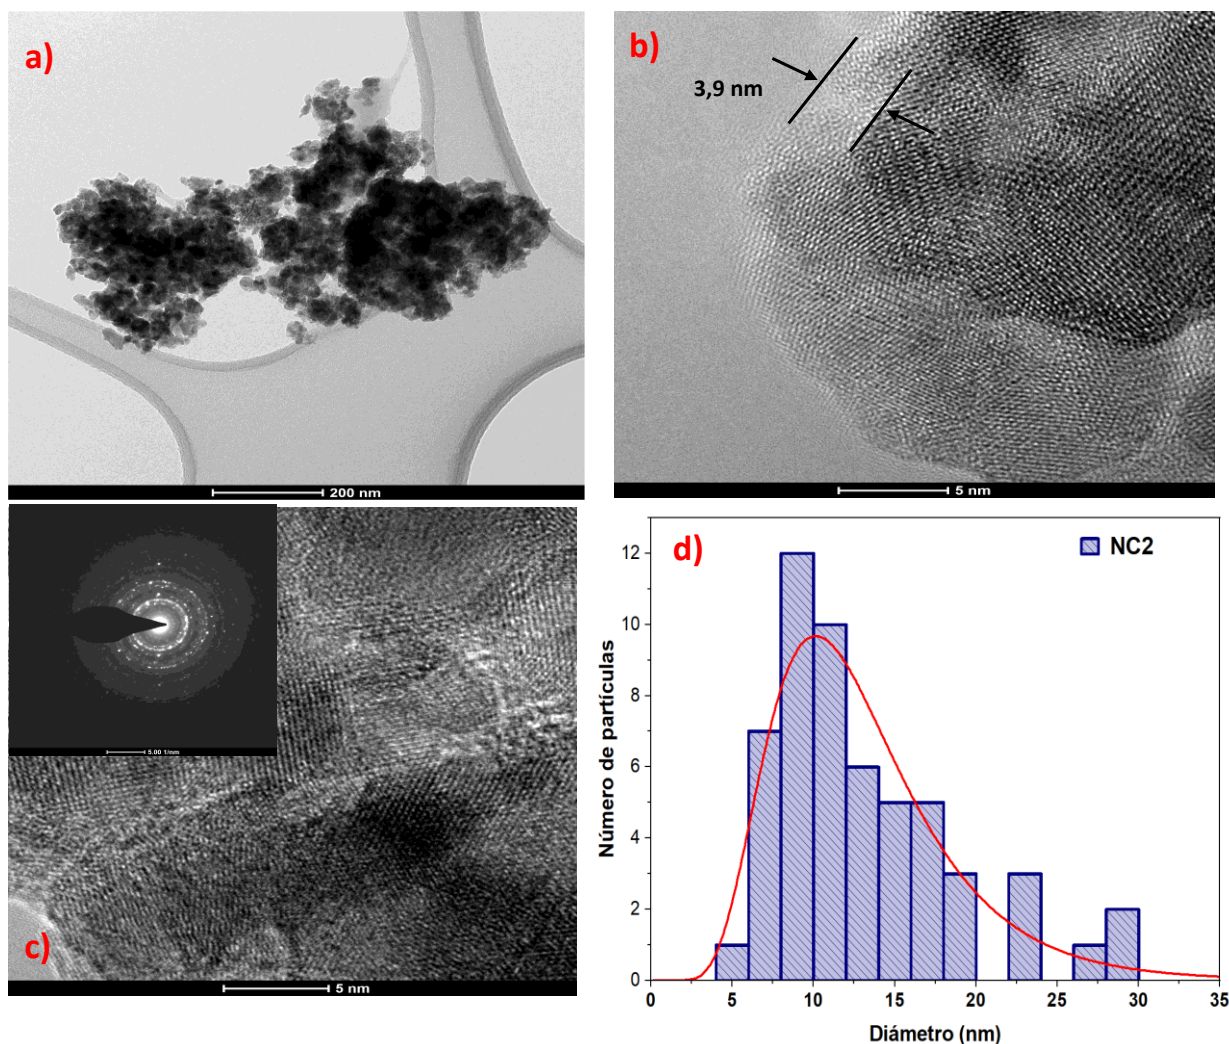 a)
200 nm
b)
3,9 nm
5 nm
5.00 1/nm
c)
5 nm
d)
NC2
Número de partículas
12
10
8
6
4
2
0
0 5 10 15 20 25 30 35
Diámetro (nm)